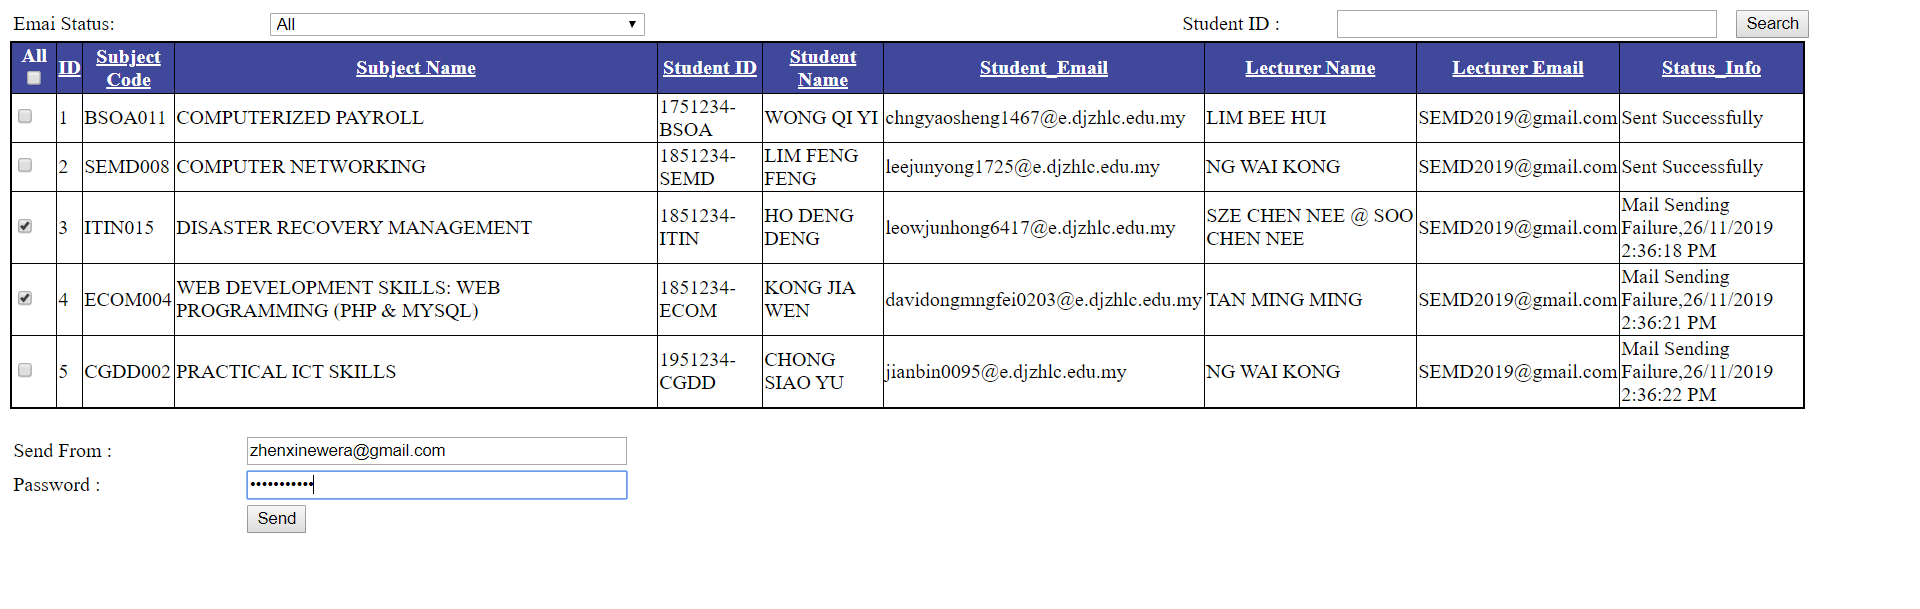 Emai Status: All Student ID : Search
All ID Subject Code Subject Name Student ID Student Name Student_Email Lecturer Name Lecturer Email Status_Info
1 BSOA011 COMPUTERIZED PAYROLL 1751234-BSOA WONG QI YI chngyaosheng1467@e.djzhlc.edu.my LIM BEE HUI SEMD2019@gmail.com Sent Successfully
2 SEMD008 COMPUTER NETWORKING 1851234-SEMD LIM FENG FENG leejunyong1725@e.djzhlc.edu.my NG WAI KONG SEMD2019@gmail.com Sent Successfully
3 ITIN015 DISASTER RECOVERY MANAGEMENT 1851234-ITIN HO DENG DENG leowjunhong6417@e.djzhlc.edu.my SZE CHEN NEE @ SOO CHEN NEE SEMD2019@gmail.com Mail Sending Failure,26/11/2019 2:36:18 PM
4 ECOM004 WEB DEVELOPMENT SKILLS: WEB PROGRAMMING (PHP & MYSQL) 1851234-ECOM KONG JIA WEN davidongmngfei0203@e.djzhlc.edu.my TAN MING MING SEMD2019@gmail.com Mail Sending Failure,26/11/2019 2:36:21 PM
5 CGDD002 PRACTICAL ICT SKILLS 1951234-CGDD CHONG SIAO YU jianbin0095@e.djzhlc.edu.my NG WAI KONG SEMD2019@gmail.com Mail Sending Failure,26/11/2019 2:36:22 PM
Send From : zhenxinewera@gmail.com
Password : •••••••••••
Send